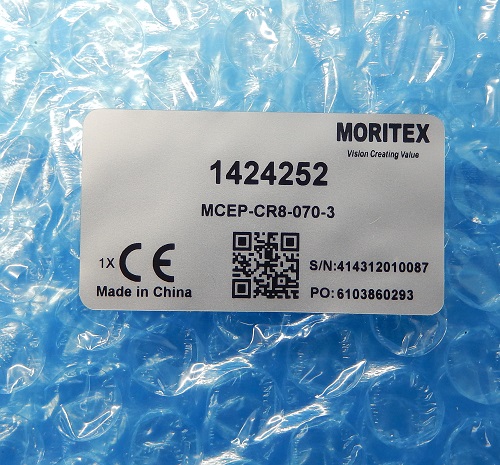 MORITEX
Vision Creating Value
1424252
MCEP-CR8-070-3
1X CE
S/N:414312010087
Made in China
PO:6103860293